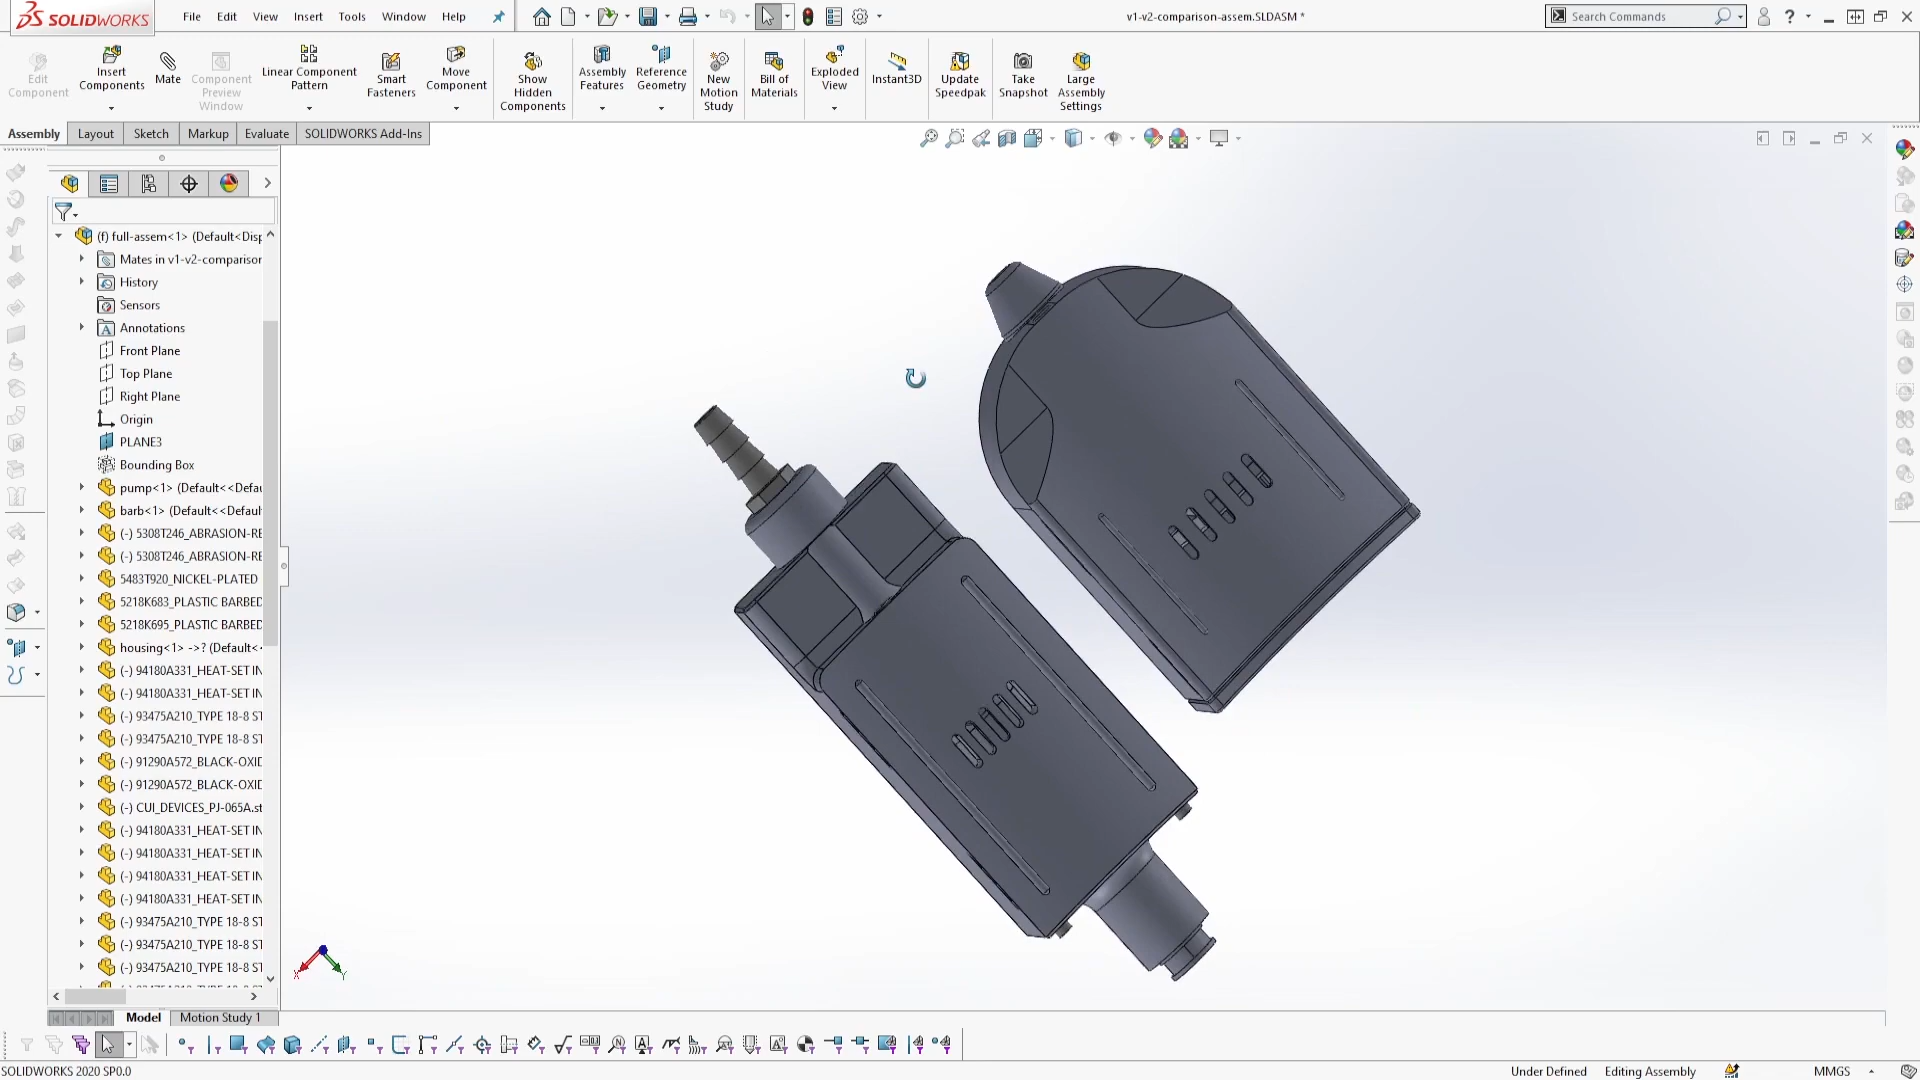 SOLIDWORKS
File Edit View Insert Tools Window Help
v1-v2-comparison-assem.SLDASM *
Search Commands
Edit Component
Insert Components
Mate
Component Preview Window
Linear Component Pattern
Smart Fasteners
Move Component
Show Hidden Components
Assembly Features
Reference Geometry
New Motion Study
Bill of Materials
Exploded View
Instant3D
Update Speedpak
Take Snapshot
Large Assembly Settings
Assembly Layout Sketch Markup Evaluate SOLIDWORKS Add-Ins
(f) full-assem<1> (Default<Disp
Mates in v1-v2-comparison
History
Sensors
Annotations
Front Plane
Top Plane
Right Plane
Origin
PLANE3
Bounding Box
pump<1> (Default<<Defau
barb<1> (Default<<Default
(-) 5308T246_ABRASION-RE
(-) 5308T246_ABRASION-RE
5483T920_NICKEL-PLATED
5218K683_PLASTIC BARBED
5218K695_PLASTIC BARBED
housing<1> ->? (Default<
(-) 94180A331_HEAT-SET IN
(-) 94180A331_HEAT-SET IN
(-) 93475A210_TYPE 18-8 ST
(-) 93475A210_TYPE 18-8 ST
(-) 91290A572_BLACK-OXID
(-) 91290A572_BLACK-OXID
(-) CUI_DEVICES_PJ-065A.st
(-) 94180A331_HEAT-SET IN
(-) 94180A331_HEAT-SET IN
(-) 94180A331_HEAT-SET IN
(-) 94180A331_HEAT-SET IN
(-) 93475A210_TYPE 18-8 ST
(-) 93475A210_TYPE 18-8 ST
(-) 93475A210_TYPE 18-8 ST
X Y
Model Motion Study 1
SOLIDWORKS 2020 SP0.0
Under Defined Editing Assembly MMGS